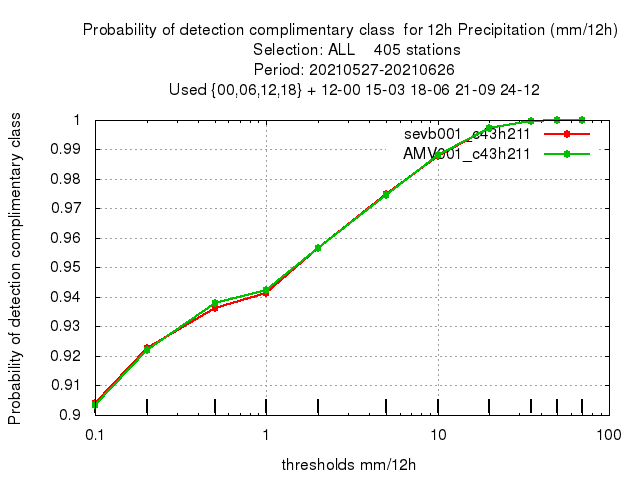 Probability of detection complimentary class for 12h Precipitation (mm/12h)
Selection: ALL 405 stations
Period: 20210527-20210626
Used {00,06,12,18} + 12-00 15-03 18-06 21-09 24-12
Probability of detection complimentary class
1
0.99
0.98
0.97
0.96
0.95
0.94
0.93
0.92
0.91
0.9
sevb001_c43h211
AMV001_c43h211
0.1 1 10 100
thresholds mm/12h